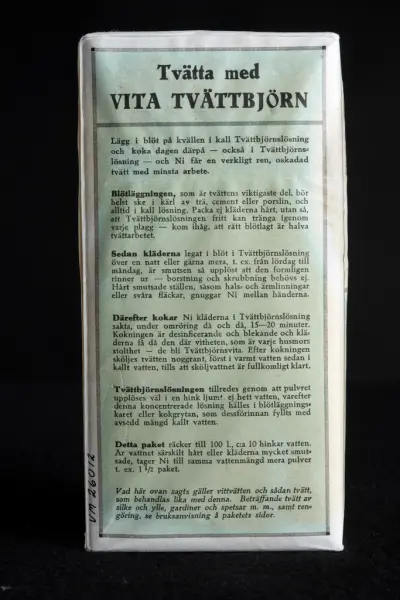 Tvätta med
VITA TVÄTTBJÖRN
Lägg i blöt på kvällen i kall Tvättbjörnslösning
och koka dagen därpå — också i Tvättbjörns-
lösning — och Ni får en verkligt ren, oskadad
tvätt med minsta arbete.
Blötläggningen, som är tvättens viktigaste del, bör
helst ske i kärl av trä, cement eller porslin, och
alltid i kall lösning. Packa ej kläderna hårt, utan så,
att Tvättbjörnslösningen fritt kan tränga igenom
varje plagg — kom ihåg, att rätt blötlagt är halva
tvättarbetet.
Sedan kläderna legat i blöt i Tvättbjörnslösning
över en natt eller gärna mera, t. ex. från lördag till
måndag, är smutsen så upplöst att den formligen
rinner ur — borstning och skrubbning behövs ej.
Hårt smutsade ställen, såsom hals- och ärmlinningar
eller svåra fläckar, gnuggar Ni mellan händerna.
Därefter kokar Ni kläderna i Tvättbjörnslösning
sakta, under omröring då och då, 15—20 minuter.
Kokningen är desinficerande och blekande och klä-
derna få då den där vitheten, som är varje husmors
stolthet — de bli Tvättbjörnsvita. Efter kokningen
sköljes tvätten noggrant, först i varmt vatten sedan i
kallt vatten, tills att sköljvattnet är fullkomligt klart.
Tvättbjörnslösningen tillredes genom att pulvret
upplöses väl i en hink ljumt ej hett vatten, varefter
denna koncentrerade lösning hälles i blötläggnings-
karet eller kokgrytan, som dessförinnan fyllts med
avsedd mängd kallt vatten.
Detta paket räcker till 100 l., c:a 10 hinkar vatten.
Är vattnet särskilt hårt eller kläderna mycket smut-
sade, tager Ni till samma vattenmängd mera pulver
t. ex. 1 1/2 paket.
Vad här ovan sagts gäller vittvätten och sådan tvätt,
som behandlas lika med denna. Beträffande tvätt av
silke och ylle, gardiner och spetsar m. m., samt ren-
göring, se bruksanvisning å paketets sidor.
VM 26012